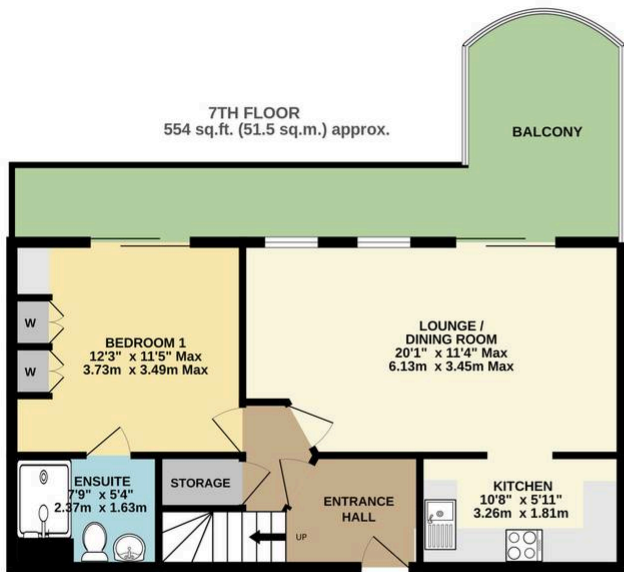 7TH FLOOR
554 sq.ft. (51.5 sq.m.) approx.
BALCONY
W
W
BEDROOM 1
12'3" x 11'5" Max
3.73m x 3.49m Max
LOUNGE /
DINING ROOM
20'1" x 11'4" Max
6.13m x 3.45m Max
ENSUITE
7'9" x 5'4"
2.37m x 1.63m
STORAGE
ENTRANCE
HALL
UP
KITCHEN
10'8" x 5'11"
3.26m x 1.81m